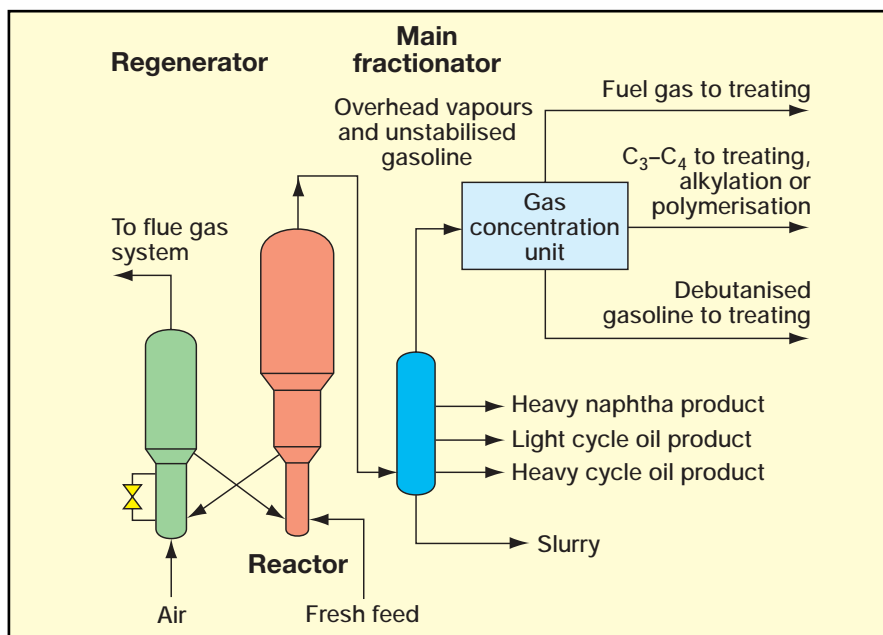 Regenerator
Main
fractionator
Overhead vapours
and unstabilised
gasoline
Fuel gas to treating
C₃–C₄ to treating,
alkylation or
polymerisation
Gas
concentration
unit
To flue gas
system
Debutanised
gasoline to treating
Heavy naphtha product
Light cycle oil product
Heavy cycle oil product
Slurry
Reactor
Air
Fresh feed